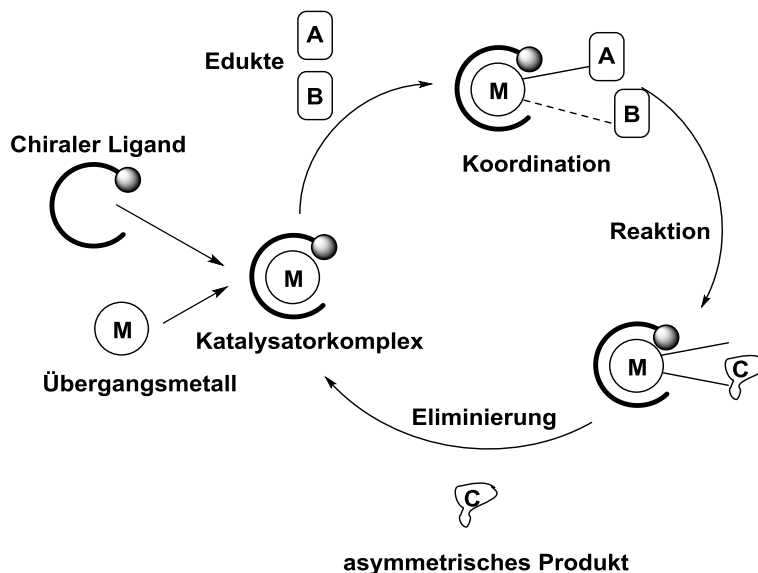 A
Edukte
B
A
M
B
Koordination
Chiraler Ligand
Reaktion
M
Katalysatorkomplex
M
Übergangsmetall
M
C
Eliminierung
C
asymmetrisches Produkt